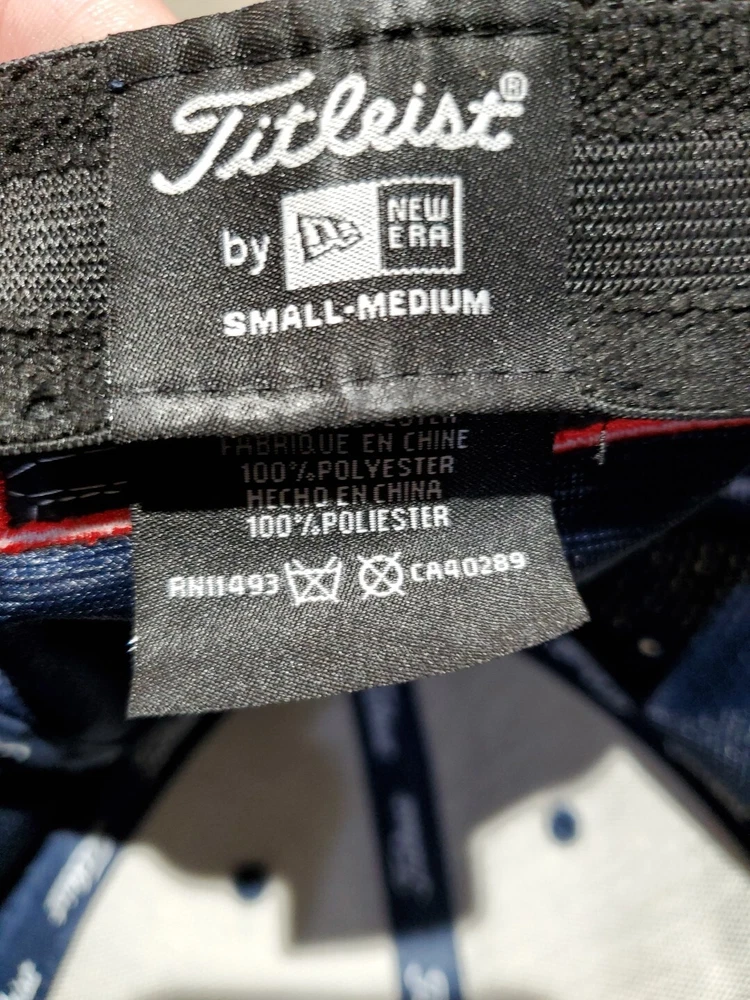 Titleist®
by NEW ERA
SMALL-MEDIUM
FABRIQUE EN CHINE
100%POLYESTER
HECHO EN CHINA
100%POLIESTER
RN11493 CA40289